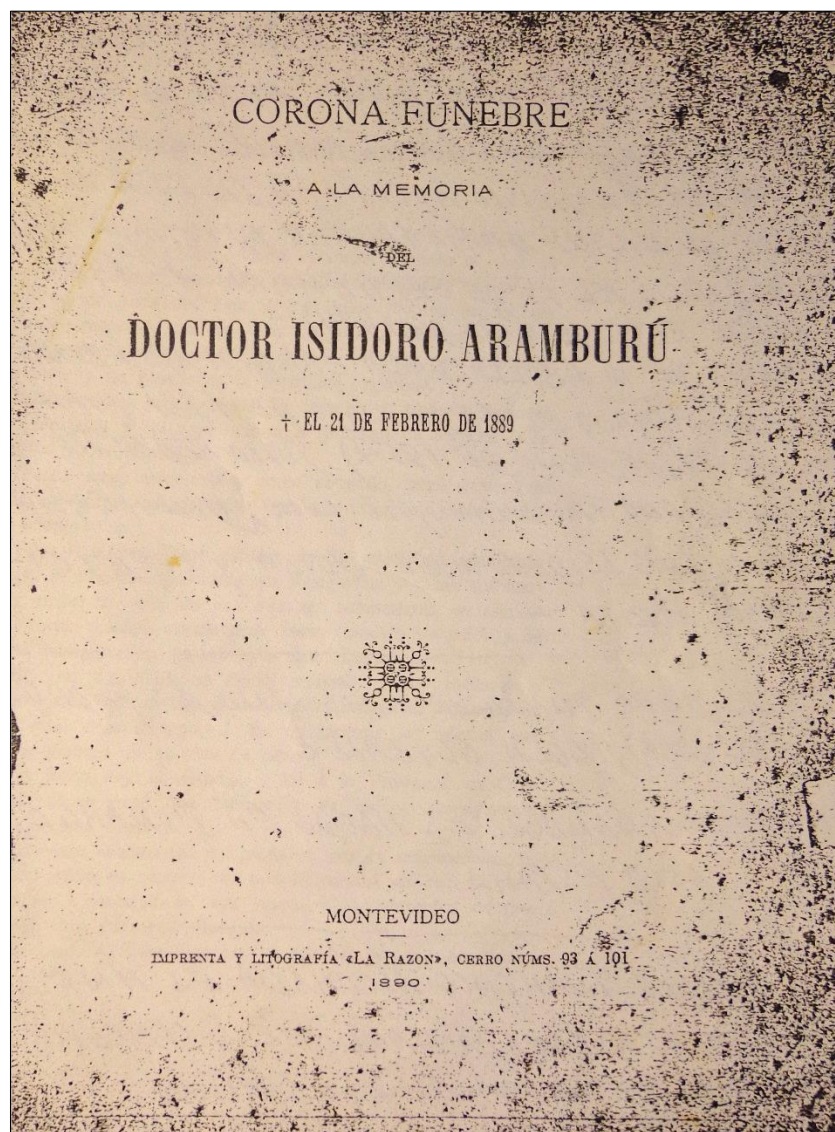 CORONA FÚNEBRE
A LA MEMORIA
DEL
DOCTOR ISIDORO ARAMBURÚ
† EL 21 DE FEBRERO DE 1889
MONTEVIDEO
IMPRENTA Y LITOGRAFÍA «LA RAZON», CERRO NÚMS. 93 Á 101
1890